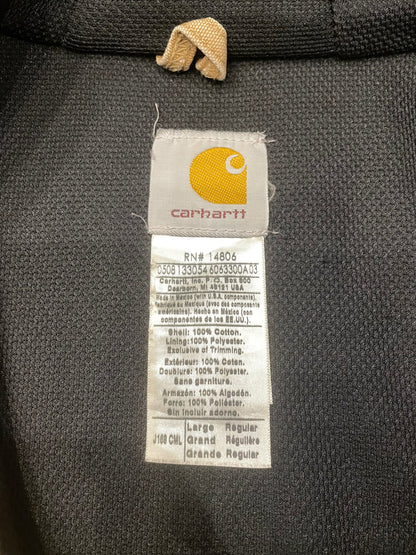 carhartt
RN# 14806
0508133054 6063300A03
Carhartt, Inc. P.O. Box 600
Dearborn, MI 48121 USA
Made in Mexico (with U.S.A. components).
Fabriqué au Mexique (avec des composants
américains). Hecho en México (con
componentes de los EE.UU.).
Shell: 100% Cotton.
Lining: 100% Polyester.
Exclusive of Trimming.
Extérieur: 100% Coton.
Doublure: 100% Polyester.
Sans garniture.
Armazón: 100% Algodón.
Forro: 100% Poliéster.
Sin incluir adorno.
J168 CML
Large Regular
Grand Régulière
Grande Regular